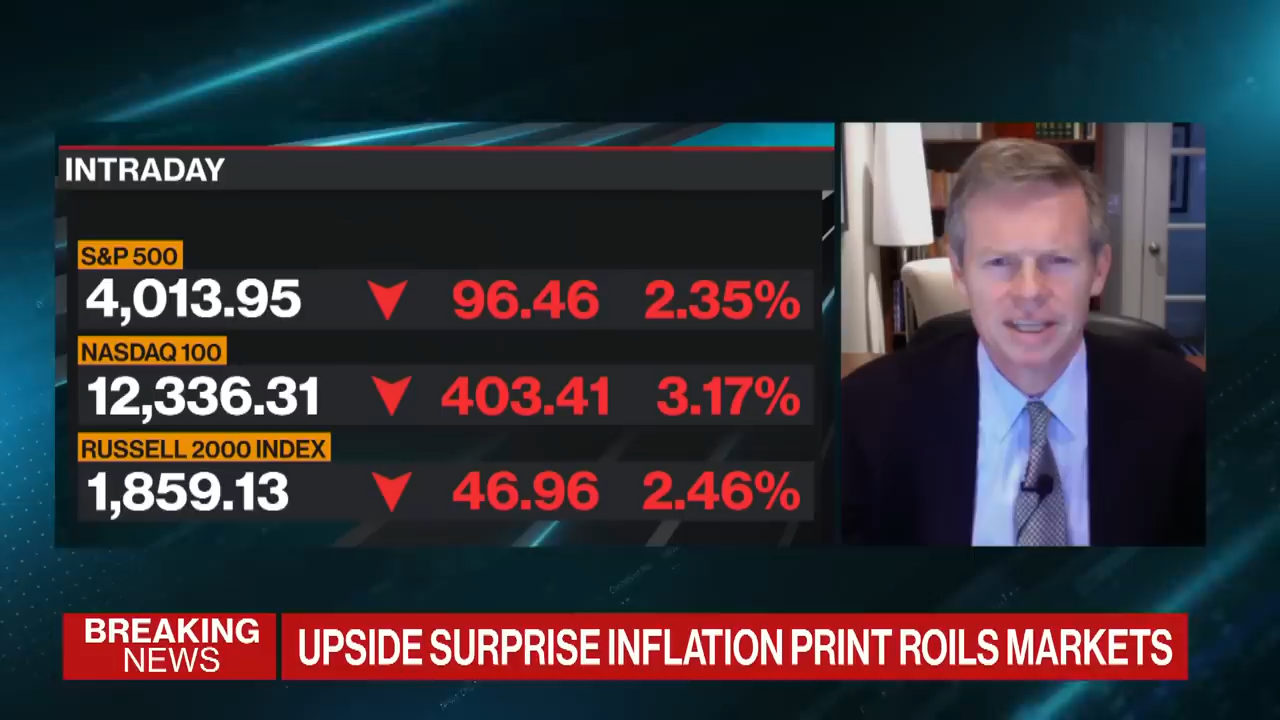 INTRADAY
S&P 500
4,013.95 96.46 2.35%
NASDAQ 100
12,336.31 403.41 3.17%
RUSSELL 2000 INDEX
1,859.13 46.96 2.46%
BREAKING
NEWS
UPSIDE SURPRISE INFLATION PRINT ROILS MARKETS